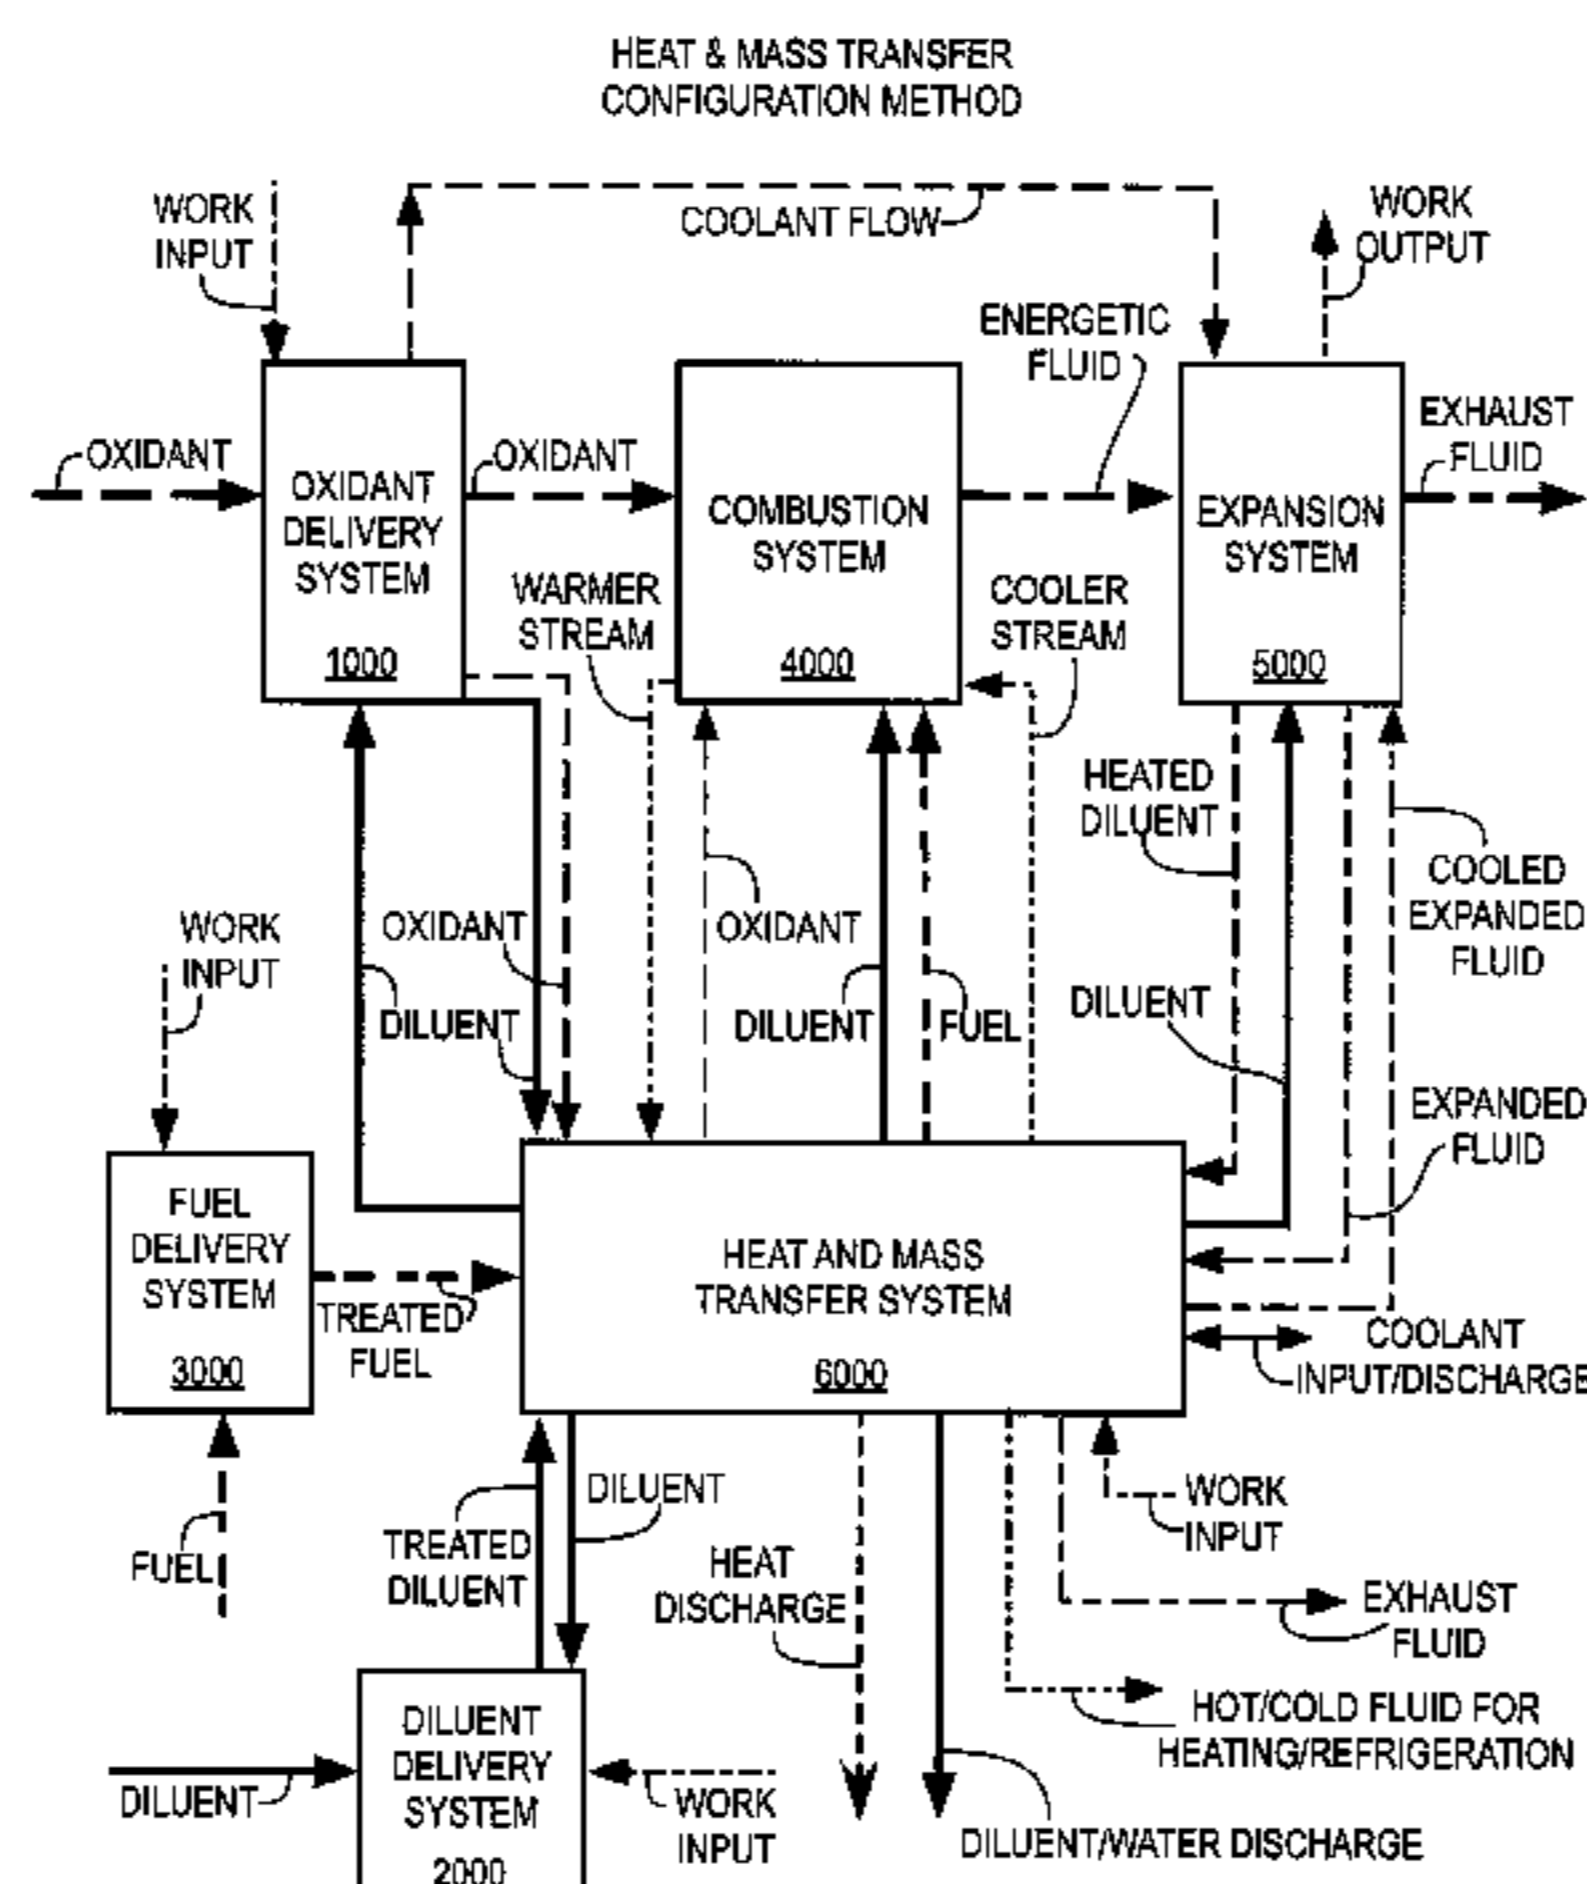 HEAT & MASS TRANSFER
CONFIGURATION METHOD
WORK
INPUT
COOLANT FLOW
WORK
OUTPUT
ENERGETIC
FLUID
EXHAUST
FLUID
OXIDANT
OXIDANT
OXIDANT
DELIVERY
SYSTEM
1000
COMBUSTION
SYSTEM
4000
EXPANSION
SYSTEM
5000
WARMER
STREAM
COOLER
STREAM
HEATED
DILUENT
COOLED
EXPANDED
FLUID
WORK
INPUT
OXIDANT
DILUENT
OXIDANT
DILUENT
FUEL
DILUENT
EXPANDED
FLUID
FUEL
DELIVERY
SYSTEM
3000
TREATED
FUEL
HEAT AND MASS
TRANSFER SYSTEM
6000
COOLANT
INPUT/DISCHARGE
FUEL
TREATED
DILUENT
DILUENT
HEAT
DISCHARGE
WORK
INPUT
EXHAUST
FLUID
HOT/COLD FLUID FOR
HEATING/REFRIGERATION
DILUENT
DILUENT
DELIVERY
SYSTEM
2000
WORK
INPUT
DILUENT/WATER DISCHARGE